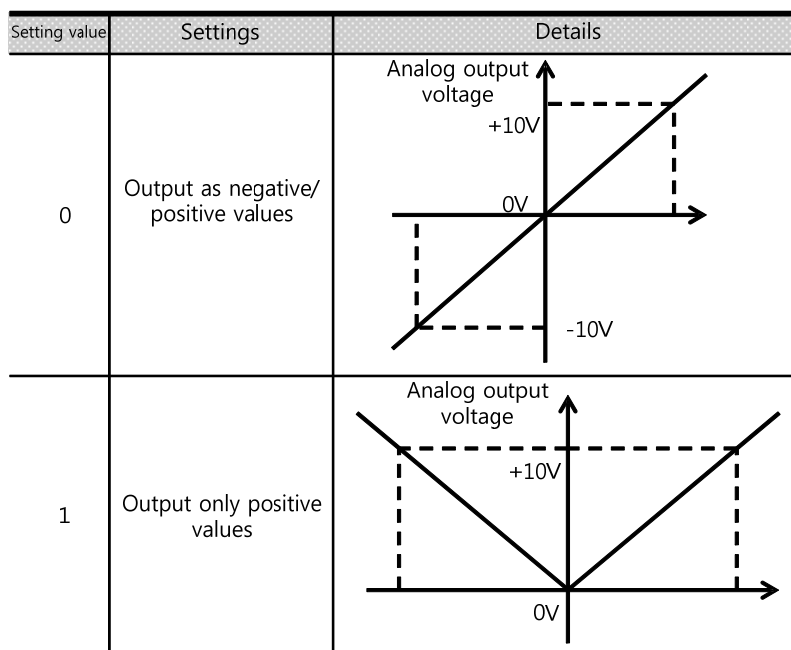 Setting value
Settings
Details
0
Output as negative/
positive values
Analog output
voltage
+10V
0V
-10V
1
Output only positive
values
Analog output
voltage
+10V
0V